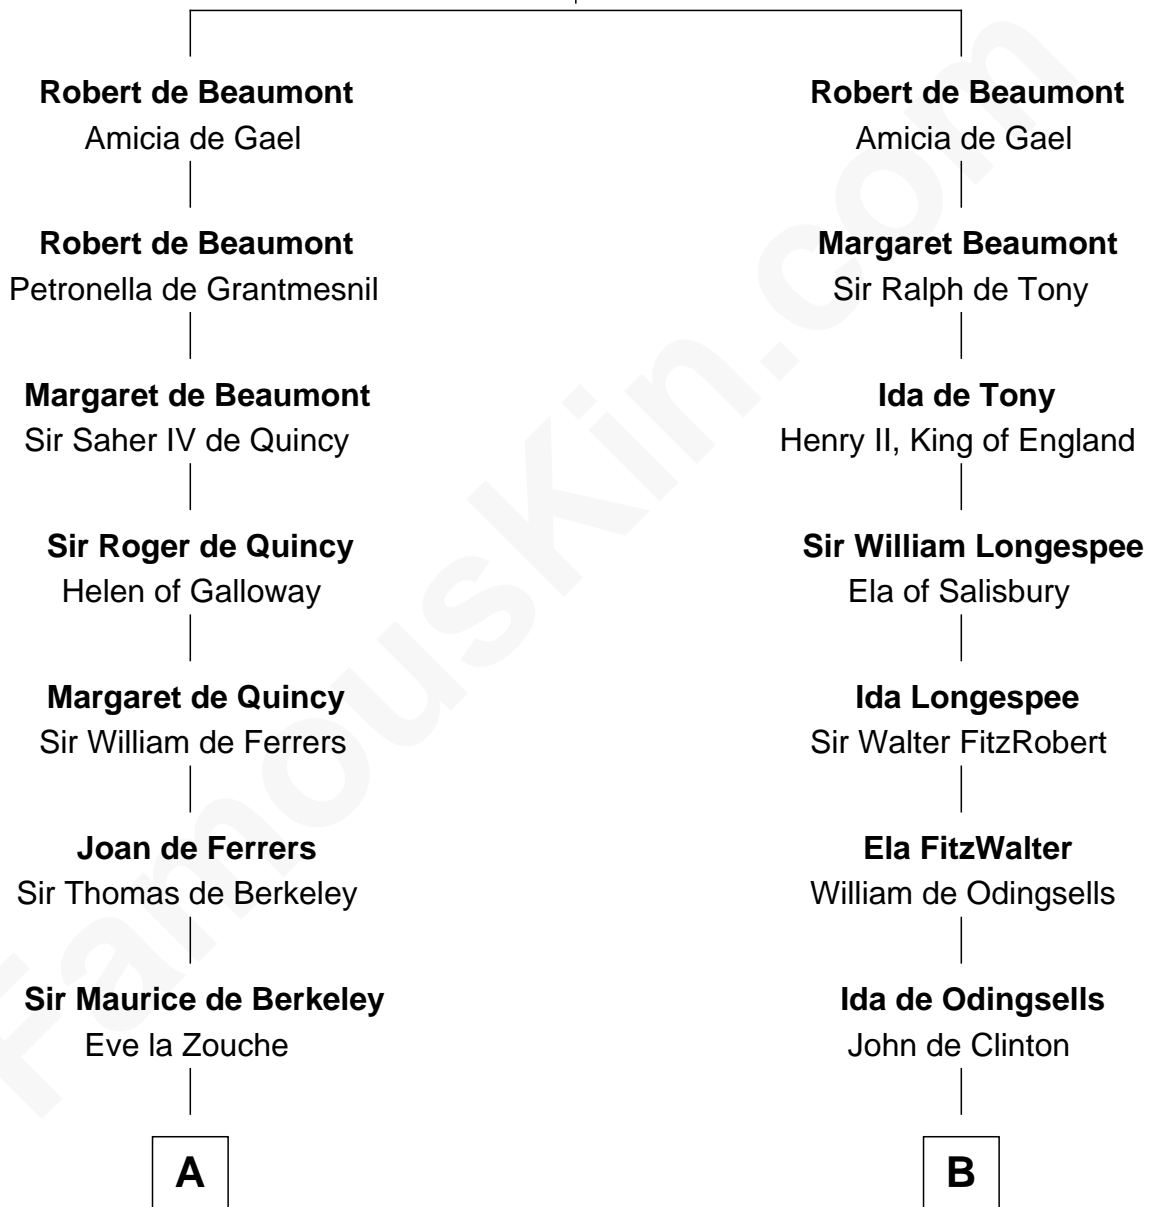 Robert de Beaumont
Amicia de Gael
Robert de Beaumont
Petronella de Grantmesnil
Margaret de Beaumont
Sir Saher IV de Quincy
Sir Roger de Quincy
Helen of Galloway
Margaret de Quincy
Sir William de Ferrers
Joan de Ferrers
Sir Thomas de Berkeley
Sir Maurice de Berkeley
Eve la Zouche
A
Robert de Beaumont
Amicia de Gael
Margaret Beaumont
Sir Ralph de Tony
Ida de Tony
Henry II, King of England
Sir William Longespee
Ela of Salisbury
Ida Longespee
Sir Walter FitzRobert
Ela FitzWalter
William de Odingsells
Ida de Odingsells
John de Clinton
B
FamousKin.com